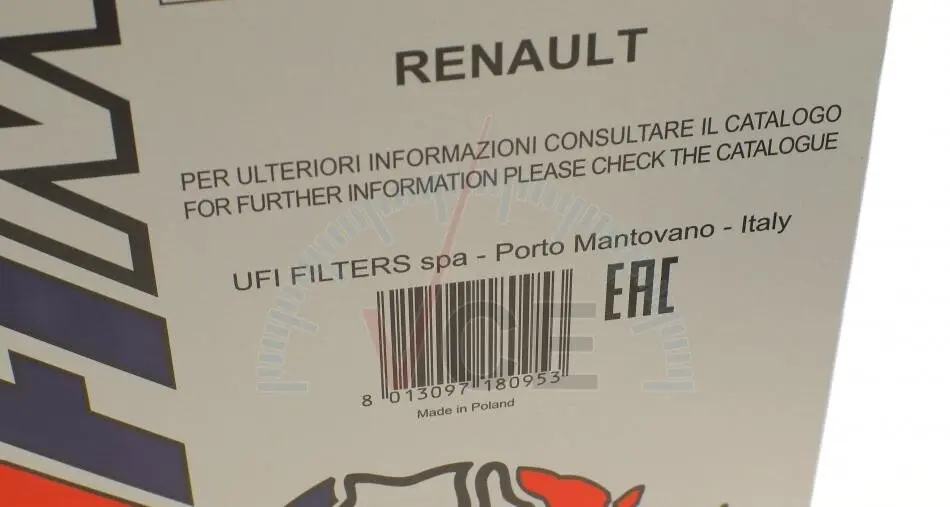 RENAULT
PER ULTERIORI INFORMAZIONI CONSULTARE IL CATALOGO
FOR FURTHER INFORMATION PLEASE CHECK THE CATALOGUE
UFI FILTERS spa - Porto Mantovano - Italy
EAC
8 013097 180953
Made in Poland